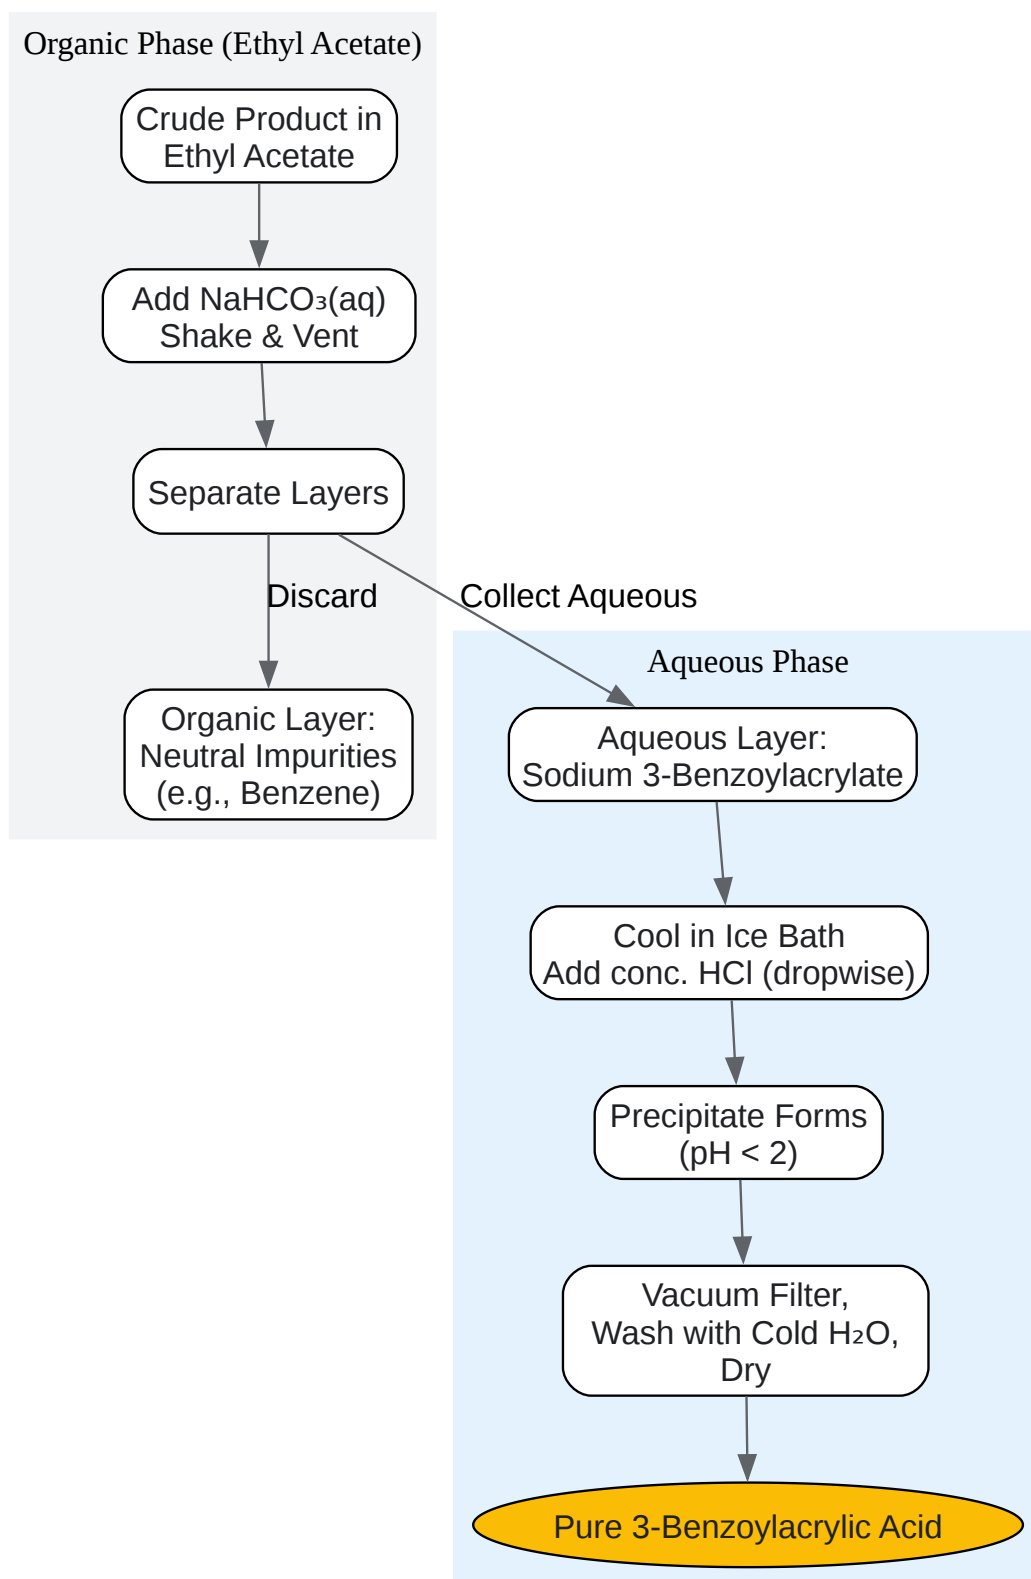 Organic Phase (Ethyl Acetate)
Crude Product in
Ethyl Acetate
Add NaHCO₃(aq)
Shake & Vent
Separate Layers
Discard
Collect Aqueous
Organic Layer:
Neutral Impurities
(e.g., Benzene)
Aqueous Phase
Aqueous Layer:
Sodium 3-Benzoylacrylate
Cool in Ice Bath
Add conc. HCl (dropwise)
Precipitate Forms
(pH < 2)
Vacuum Filter,
Wash with Cold H₂O,
Dry
Pure 3-Benzoylacrylic Acid